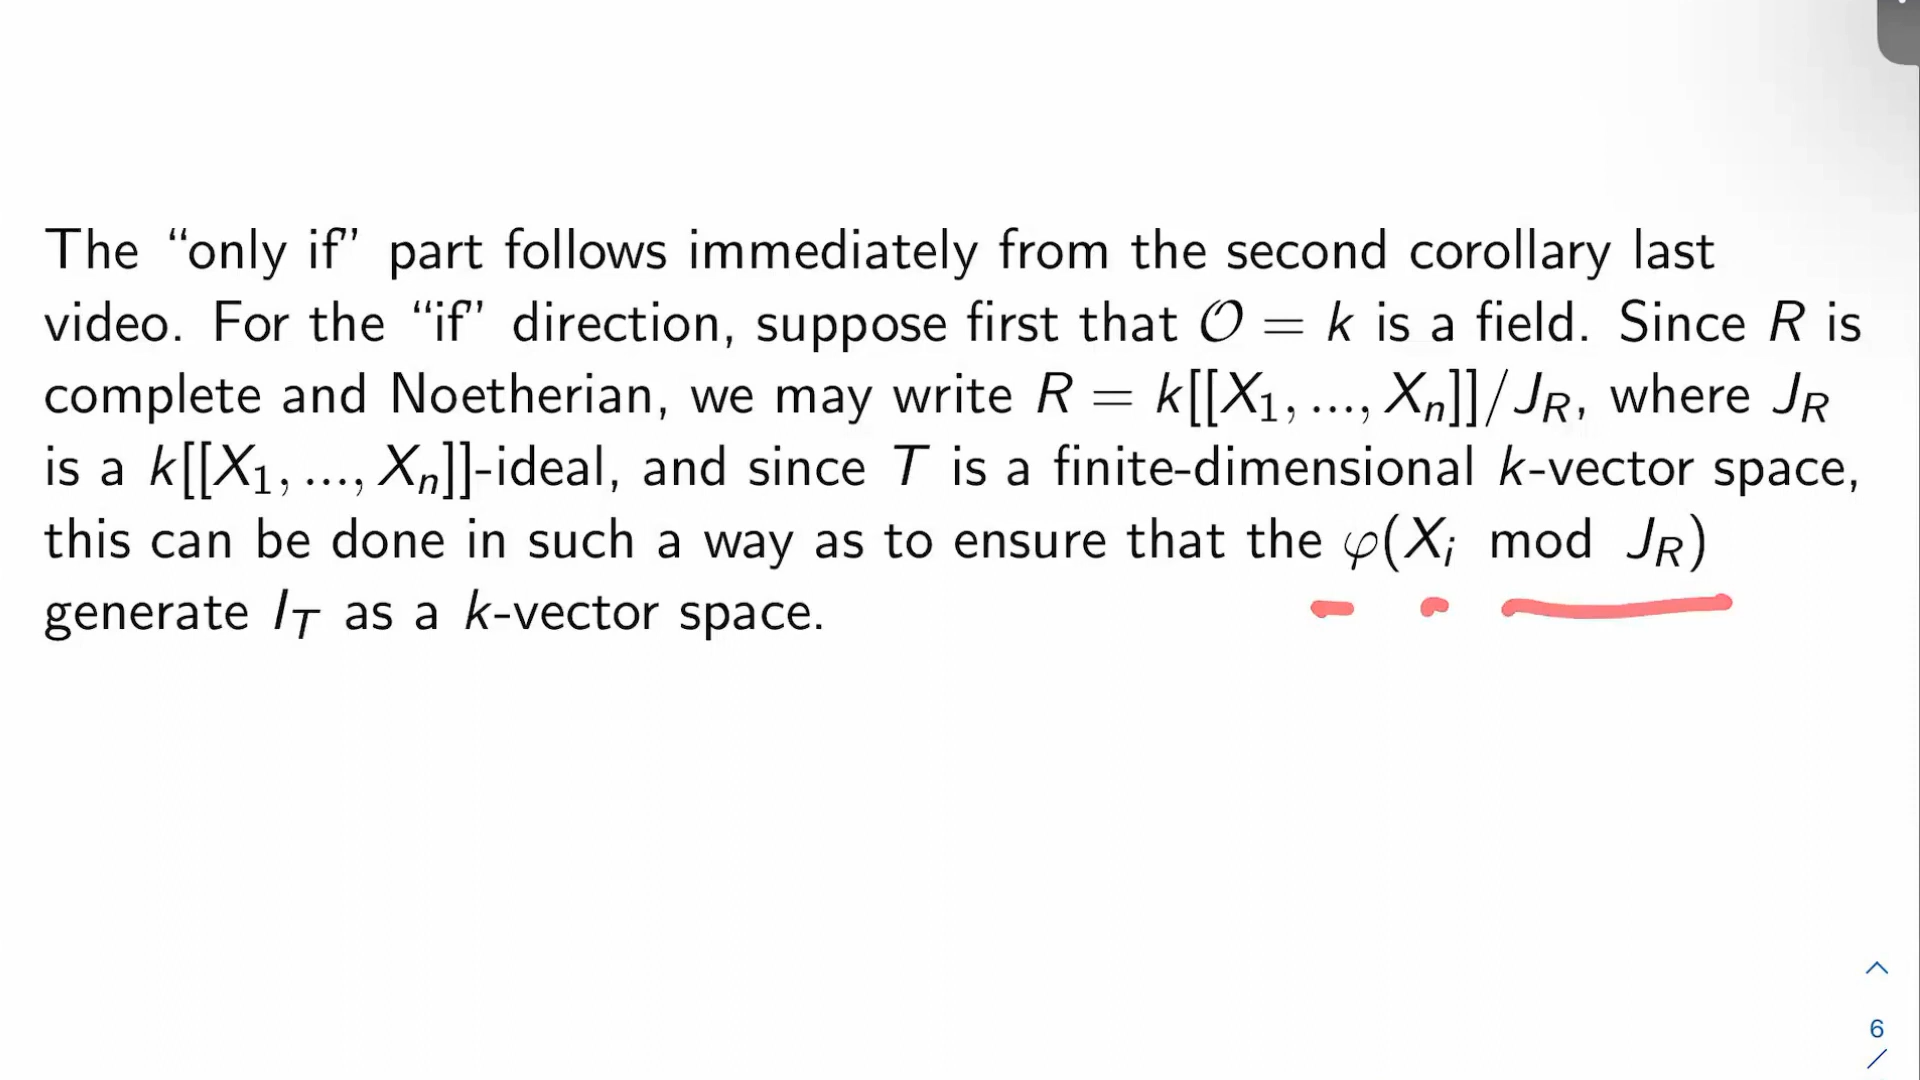 The “only if” part follows immediately from the second corollary last
video. For the “if” direction, suppose first that 𝒪 = k is a field. Since R is
complete and Noetherian, we may write R = k[[X₁, ..., Xₙ]]/J_R, where J_R
is a k[[X₁, ..., Xₙ]]-ideal, and since T is a finite-dimensional k-vector space,
this can be done in such a way as to ensure that the φ(Xᵢ mod J_R)
generate I_T as a k-vector space.
6
/